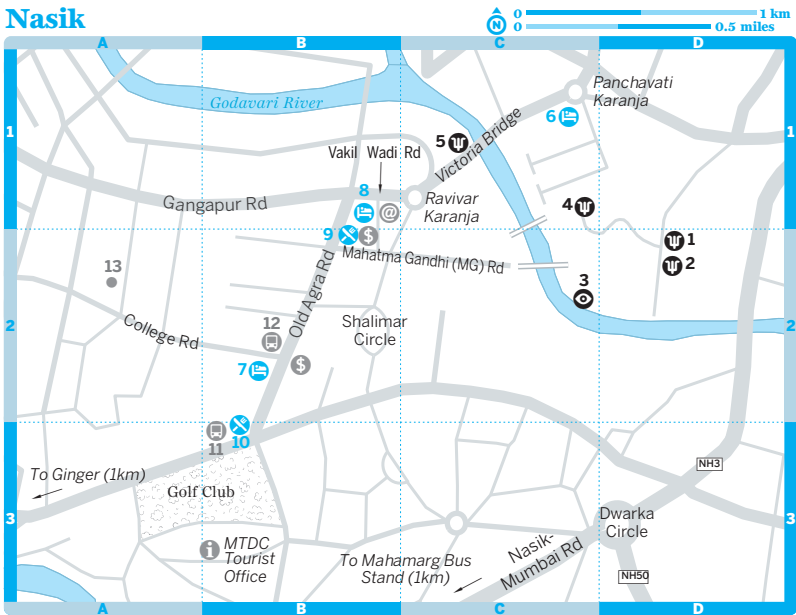 Nasik
N
0 1 km
0 0.5 miles
A B C D
Godavari River
Panchavati
Karanja
6
1 1
5
Victoria Bridge
Vakil Wadi Rd
8
Gangapur Rd
@
Ravivar
Karanja
4
9
$
1
2
Mahatma Gandhi (MG) Rd
13
3
Old Agra Rd
2 2
College Rd
12
Shalimar
Circle
7
$
11
10
To Ginger (1km)
NH3
Golf Club
3 3
Dwarka
Circle
i
MTDC
Tourist
Office
To Mahamarg Bus
Stand (1km)
Nasik-
Mumbai Rd
NH50
A B C D